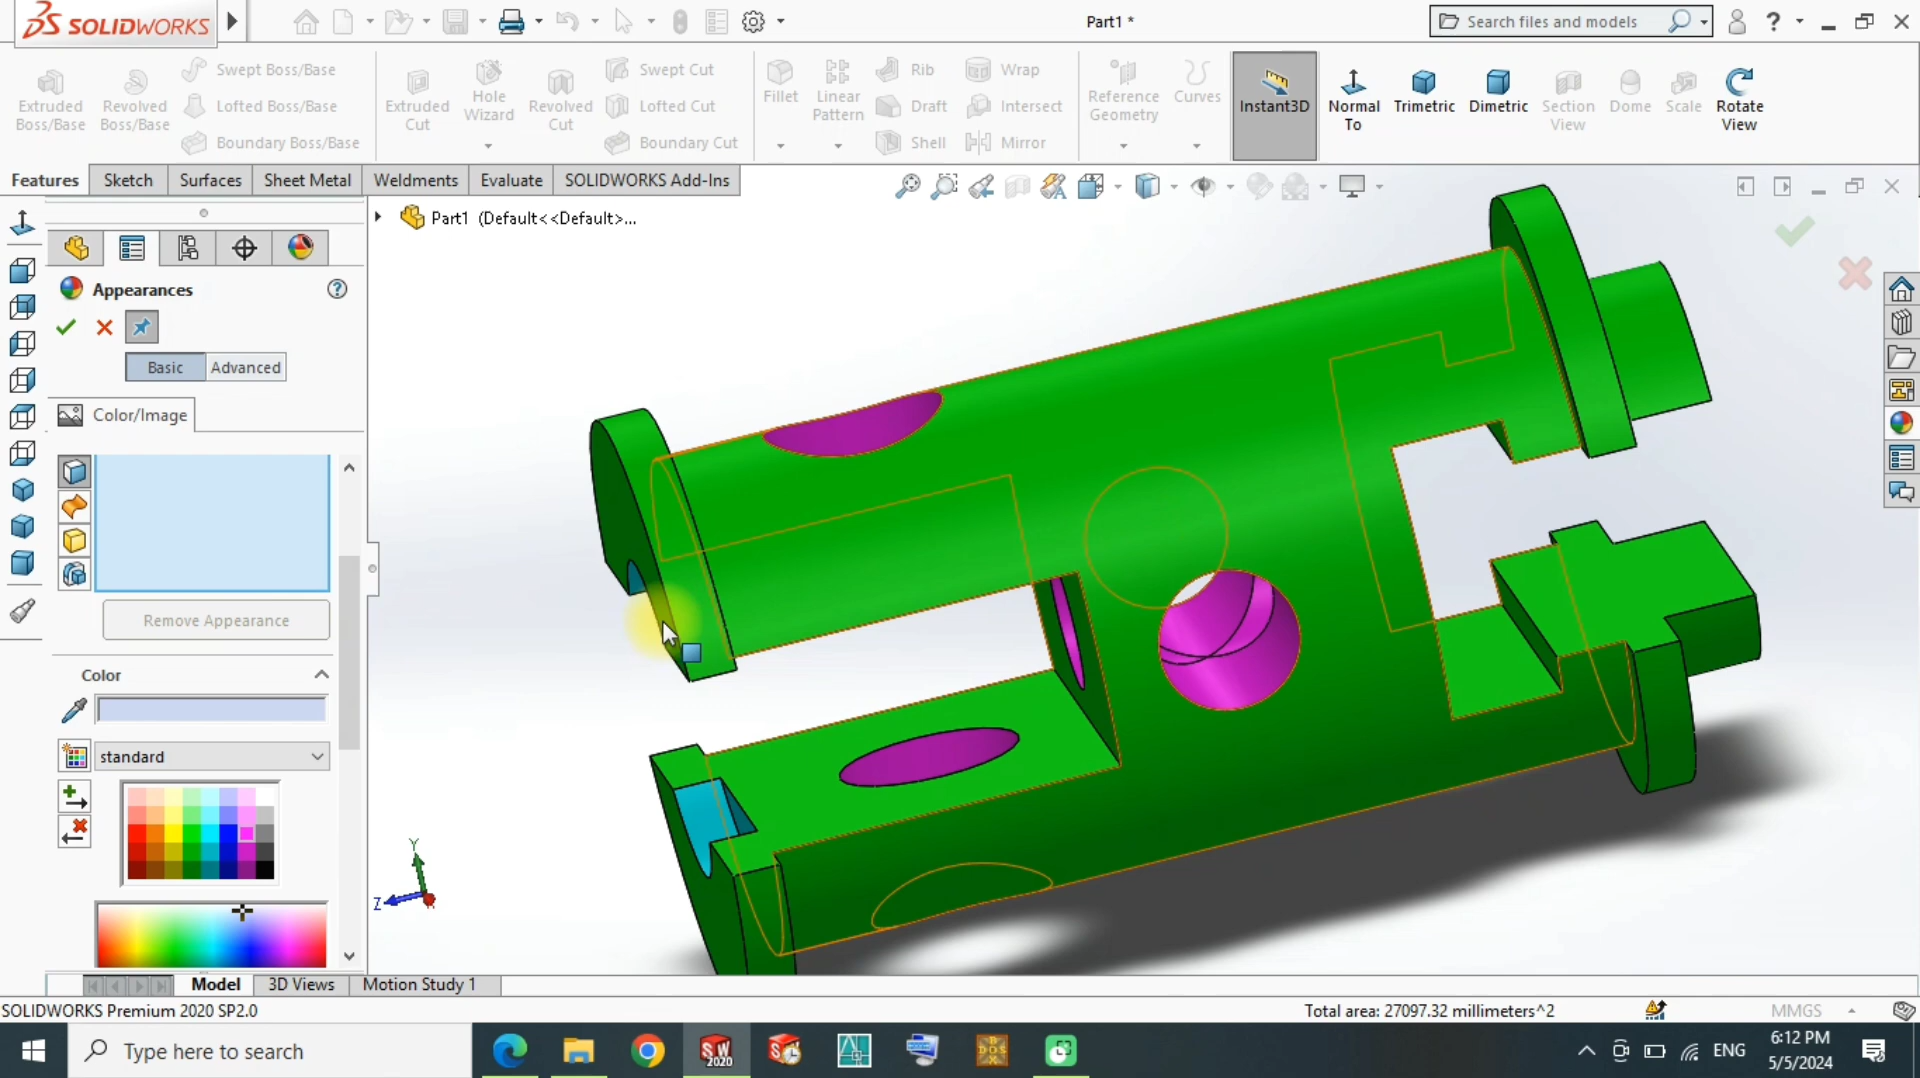 SOLIDWORKS
Part1 *
Search files and models
Extruded Boss/Base
Revolved Boss/Base
Swept Boss/Base
Lofted Boss/Base
Boundary Boss/Base
Extruded Cut
Hole Wizard
Revolved Cut
Swept Cut
Lofted Cut
Boundary Cut
Fillet
Linear Pattern
Rib
Draft
Shell
Wrap
Intersect
Mirror
Reference Geometry
Curves
Instant3D
Normal To
Trimetric
Dimetric
Section View
Dome
Scale
Rotate View
Features
Sketch
Surfaces
Sheet Metal
Weldments
Evaluate
SOLIDWORKS Add-Ins
Part1 (Default<<Default>...
Appearances
Basic
Advanced
Color/Image
Remove Appearance
Color
standard
Y
Z
Model
3D Views
Motion Study 1
SOLIDWORKS Premium 2020 SP2.0
Total area: 27097.32 millimeters^2
MMGS
Type here to search
SW
2020
DOS
ENG
6:12 PM
5/5/2024